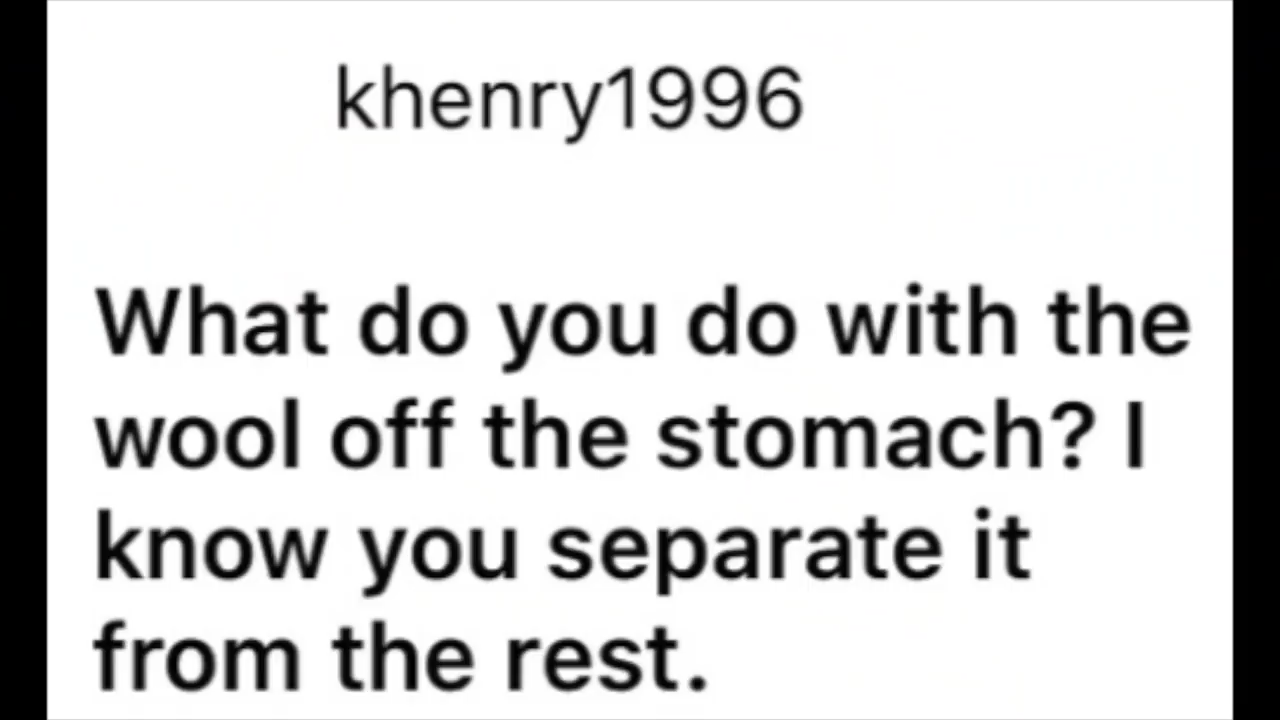 khenry1996
What do you do with the
wool off the stomach? I
know you separate it
from the rest.